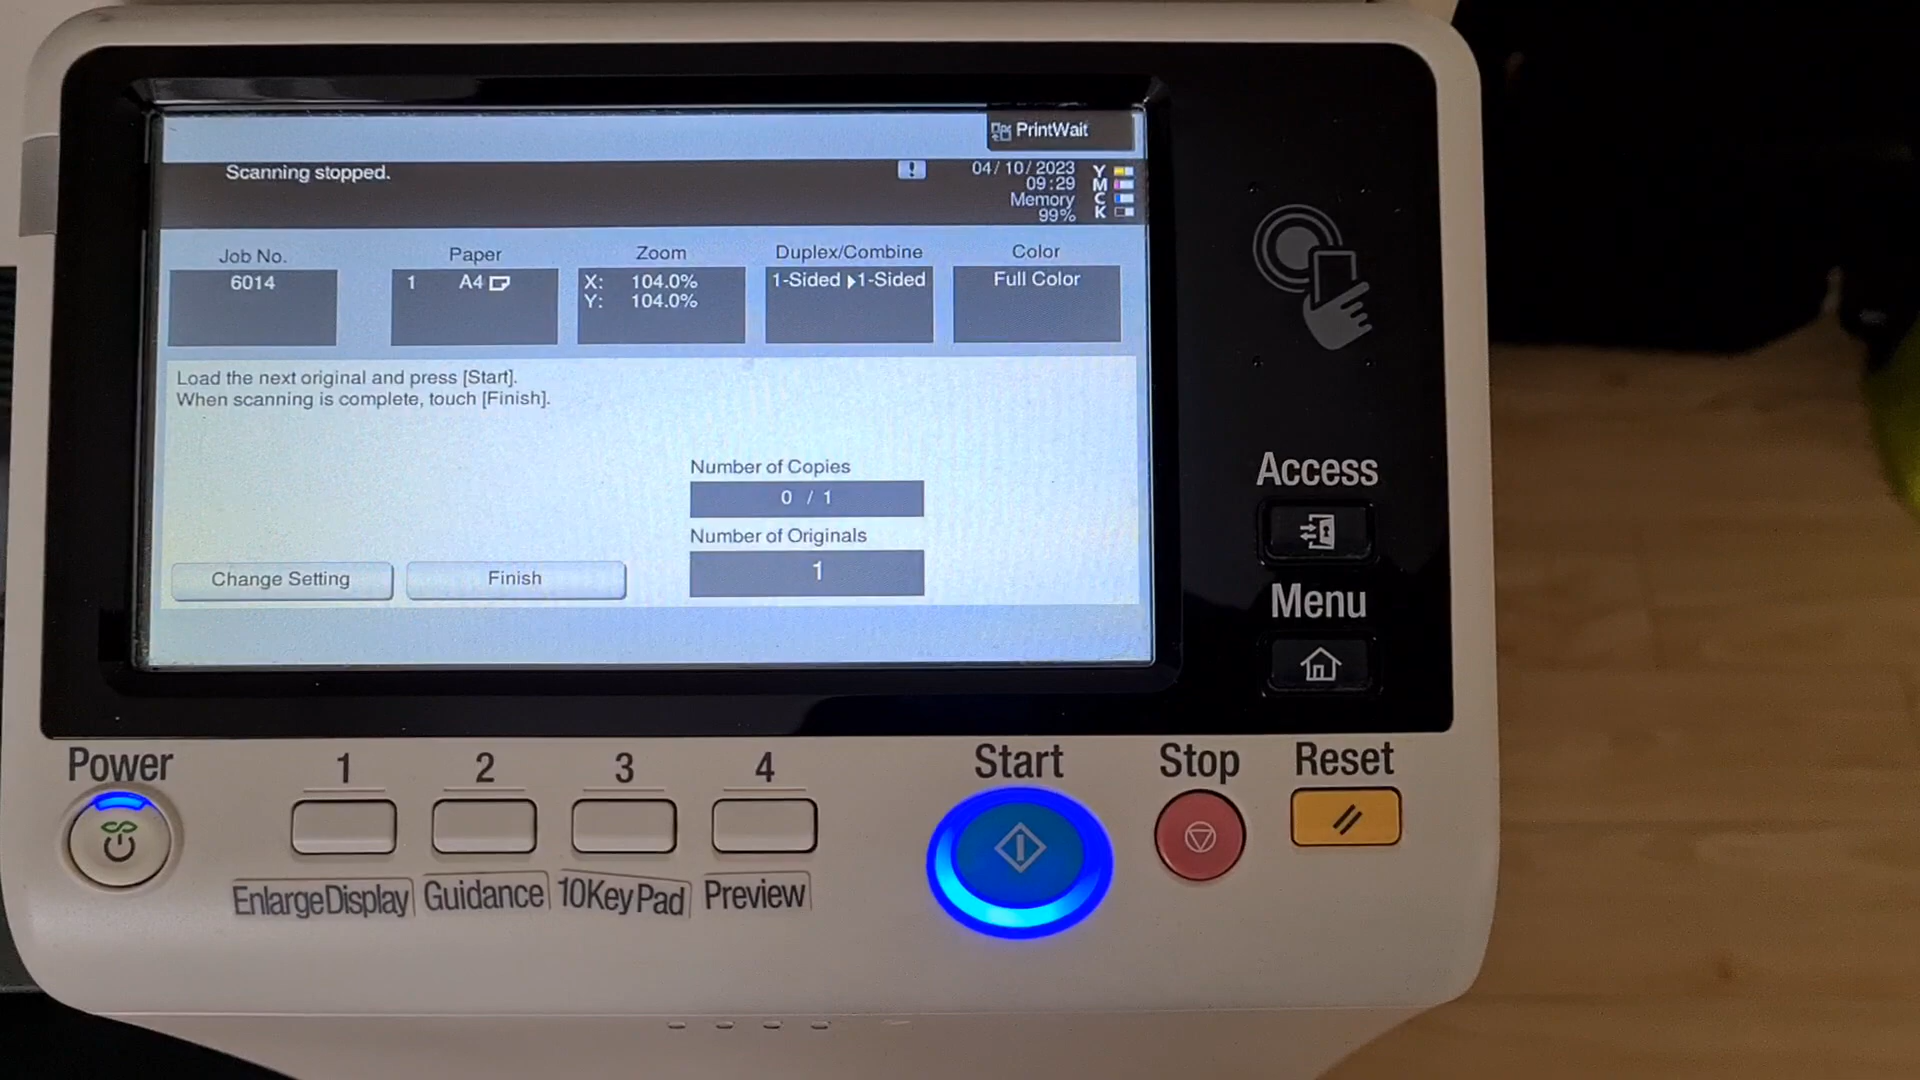 PrintWait
Scanning stopped.
!
04/10/2023
09:29
Memory
99%
Y
M
C
K
Job No.
6014
Paper
1 A4
Zoom
X: 104.0%
Y: 104.0%
Duplex/Combine
1-Sided 1-Sided
Color
Full Color
Load the next original and press [Start].
When scanning is complete, touch [Finish].
Number of Copies
0 / 1
Number of Originals
1
Change Setting
Finish
Access
Menu
Power
1
2
3
4
Start
Stop
Reset
EnlargeDisplay
Guidance
10KeyPad
Preview